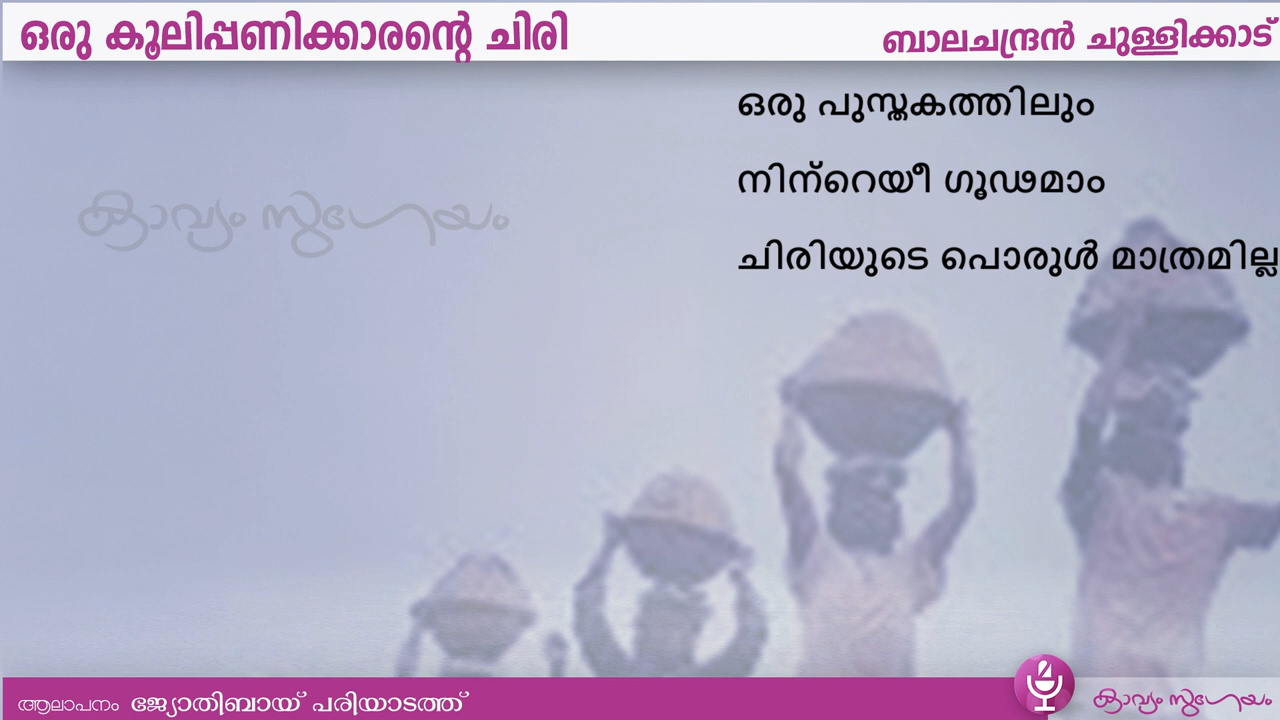 ഒരു കൂലിപ്പണിക്കാരന്റെ ചിരി
ബാലചന്ദ്രൻ ചുള്ളിക്കാട്
ഒരു പുസ്തകത്തിലും
നിന്റെയീ ഗൂഢമാം
ചിരിയുടെ പൊരുൾ മാത്രമില്ല
കാവ്യം സുഗേയം
ആലാപനം ജ്യോതിബായ് പരിയാടത്ത്
കാവ്യം സുഗേയം